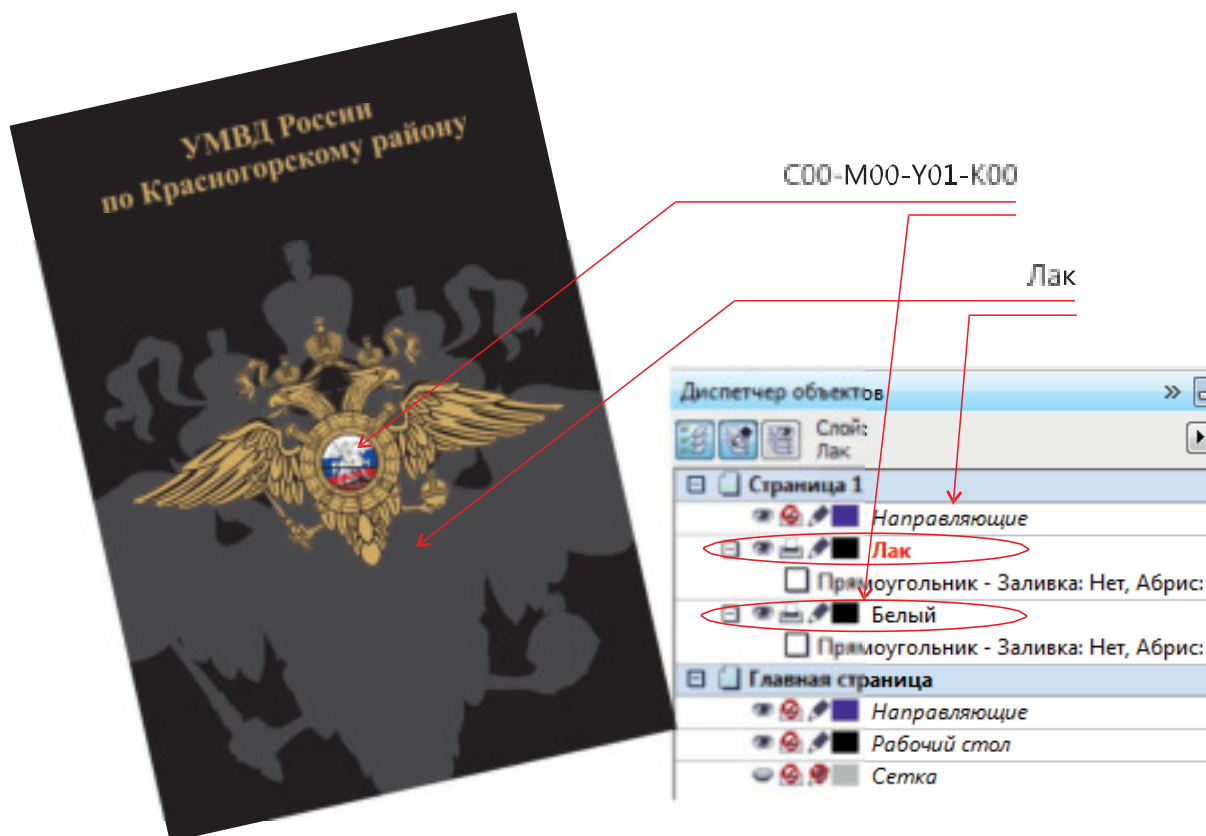 УМВД России
по Красногорскому району
C00-M00-Y01-K00
Лак
Диспетчер объектов
Слой:
Лак
Страница 1
Направляющие
Лак
Прямоугольник - Заливка: Нет, Абрис:
Белый
Прямоугольник - Заливка: Нет, Абрис:
Главная страница
Направляющие
Рабочий стол
Сетка